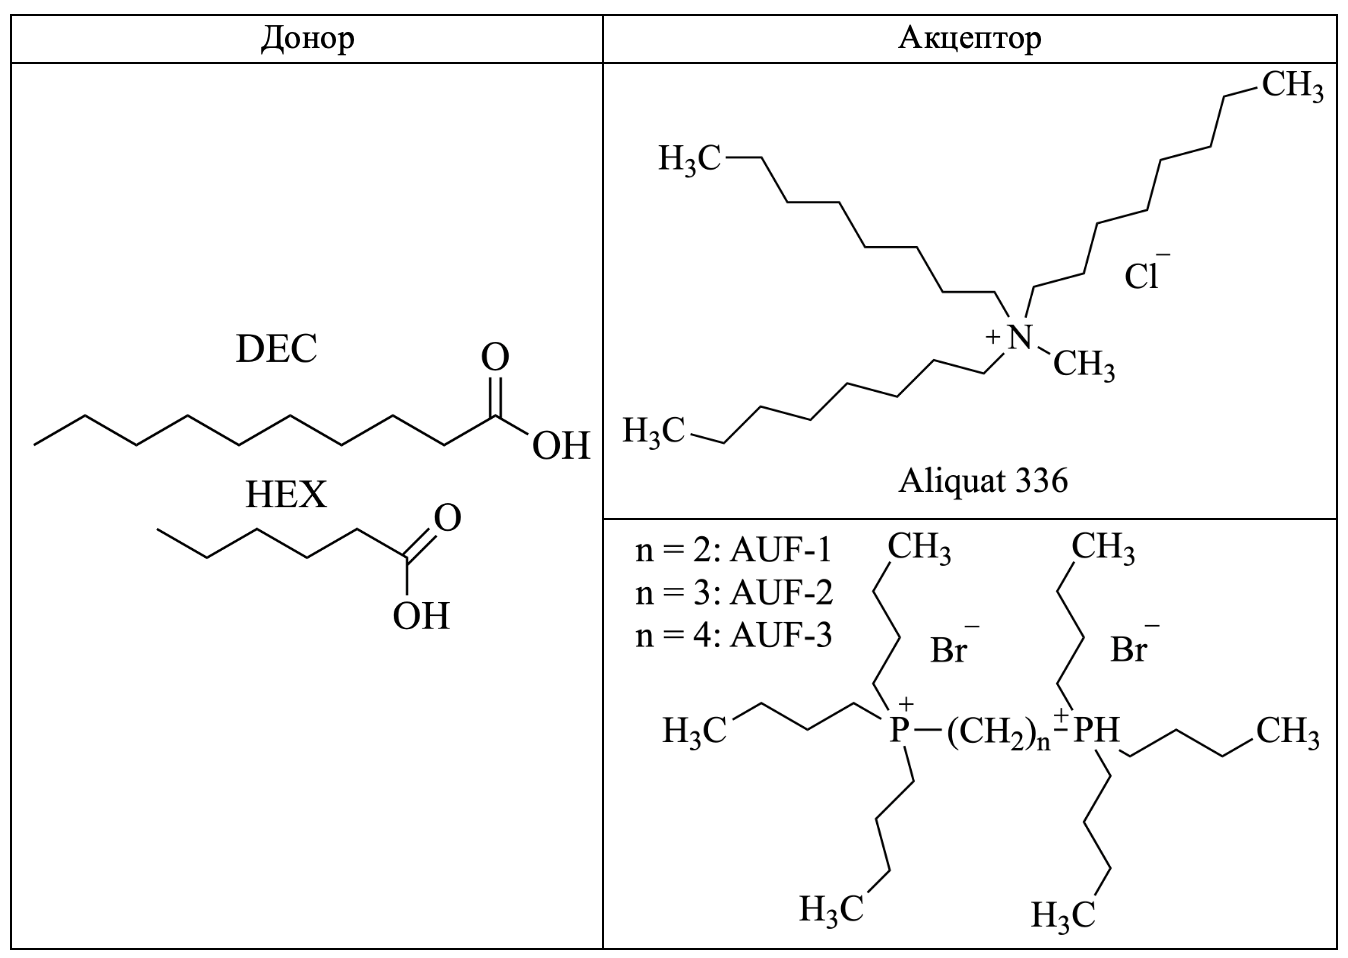 Донор
Акцептор
DEC
O
OH
HEX
O
OH
CH₃
H₃C
Cl⁻
+
N
CH₃
H₃C
Aliquat 336
n = 2: AUF-1
n = 3: AUF-2
n = 4: AUF-3
CH₃
CH₃
Br⁻
Br⁻
H₃C
P⁺
(CH₂)ₙ
⁺PH
CH₃
H₃C
H₃C